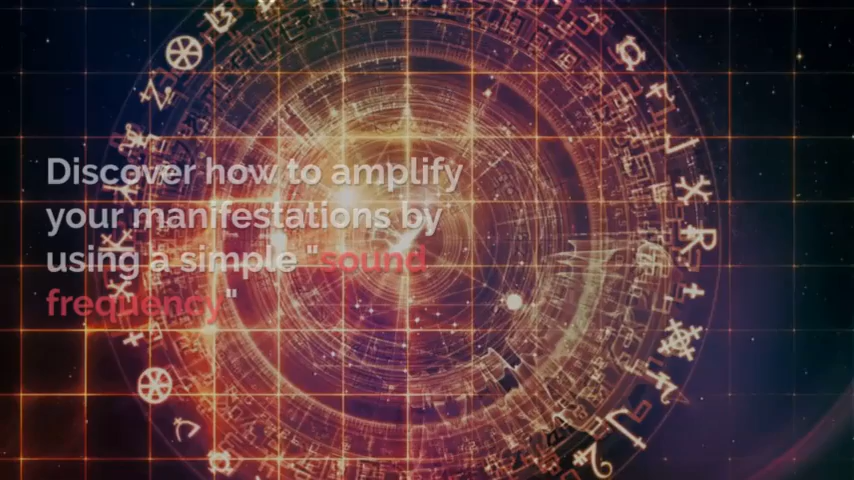 Discover how to amplify
your manifestations by
using a simple "sound
frequency"